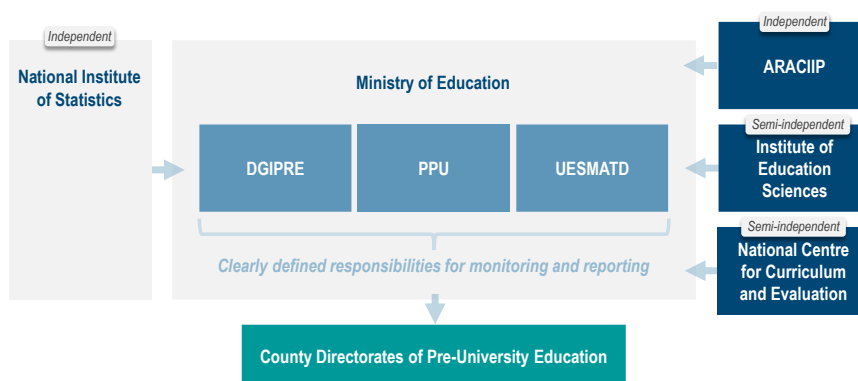 Independent
National Institute
of Statistics
Ministry of Education
DGIPRE
PPU
UESMATD
Clearly defined responsibilities for monitoring and reporting
County Directorates of Pre-University Education
Independent
ARACIIP
Semi-independent
Institute of
Education
Sciences
Semi-independent
National Centre
for Curriculum
and Evaluation